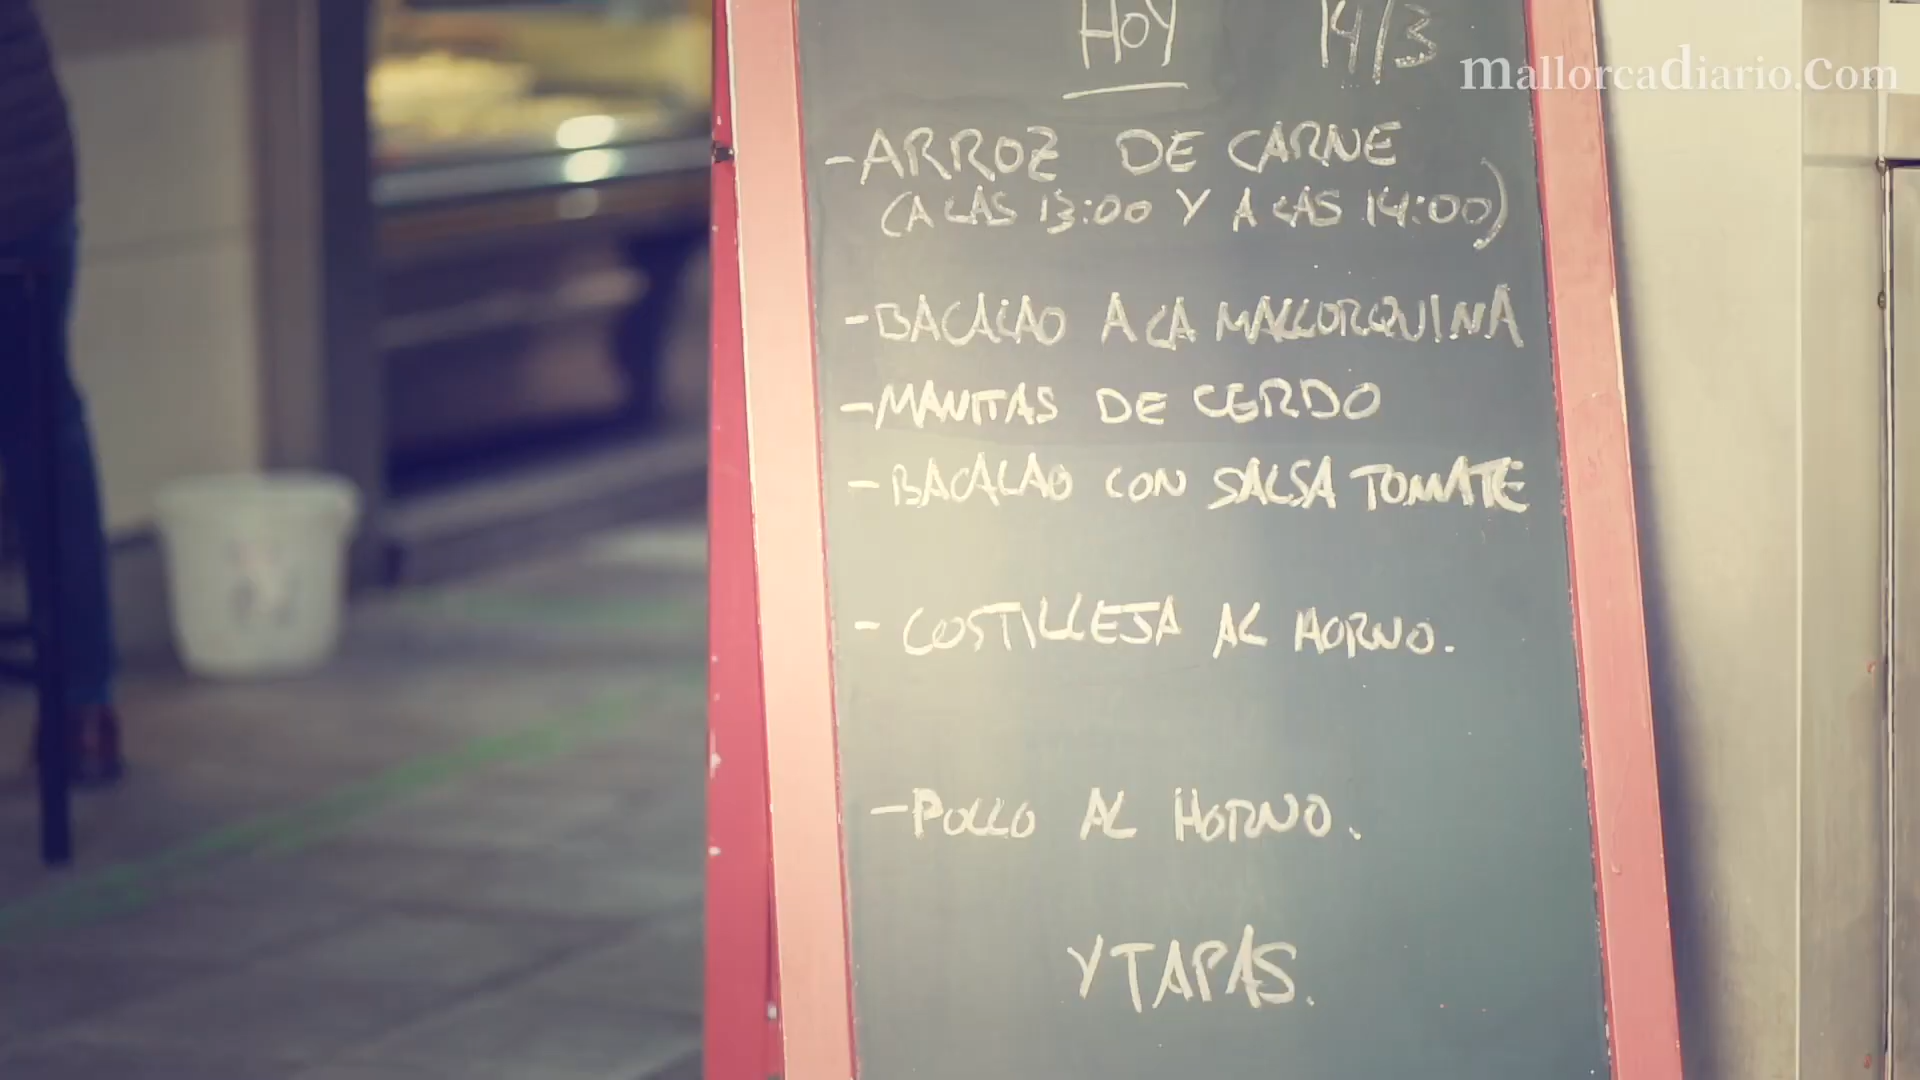 HOY 14/3
mallorcadiario.com
-ARROZ DE CARNE
(A LAS 13:00 Y A LAS 14:00)
-BACALAO A LA MALLORQUINA
-MANITAS DE CERDO
-BACALAO CON SALSA TOMATE
- COSTILLEJA AL HORNO.
-POLLO AL HORNO.
Y TAPAS.